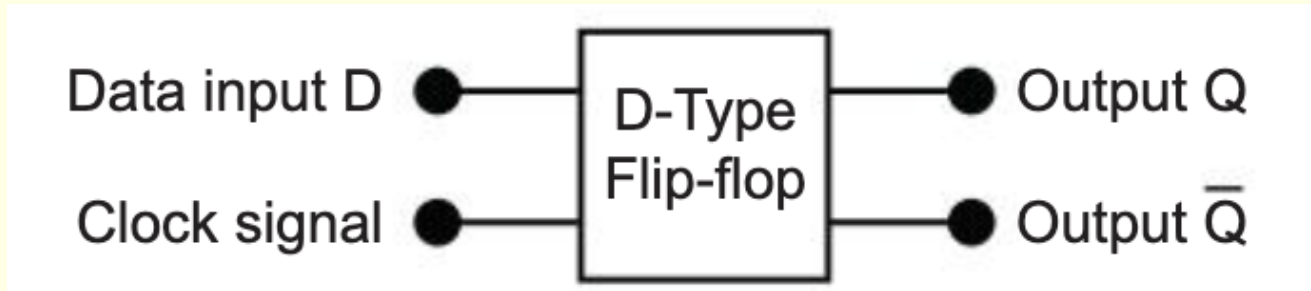 Data input D
Clock signal
D-Type
Flip-flop
Output Q
Output Q̅